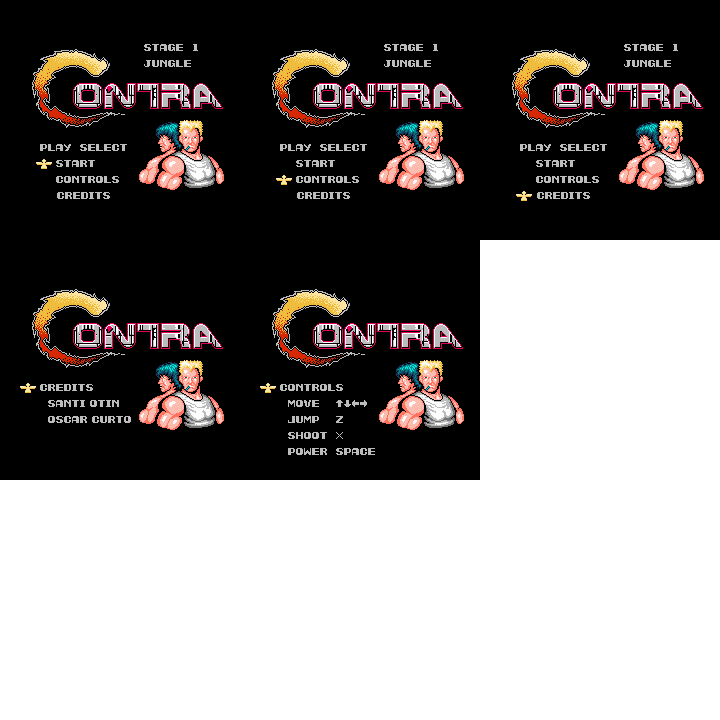 STAGE 1
JUNGLE
CONTRA
PLAY SELECT
START
CONTROLS
CREDITS
STAGE 1
JUNGLE
CONTRA
PLAY SELECT
START
CONTROLS
CREDITS
STAGE 1
JUNGLE
CONTRA
PLAY SELECT
START
CONTROLS
CREDITS
CONTRA
CREDITS
SANTI OTIN
OSCAR CURTO
CONTRA
CONTROLS
MOVE ↑↓←→
JUMP Z
SHOOT X
POWER SPACE